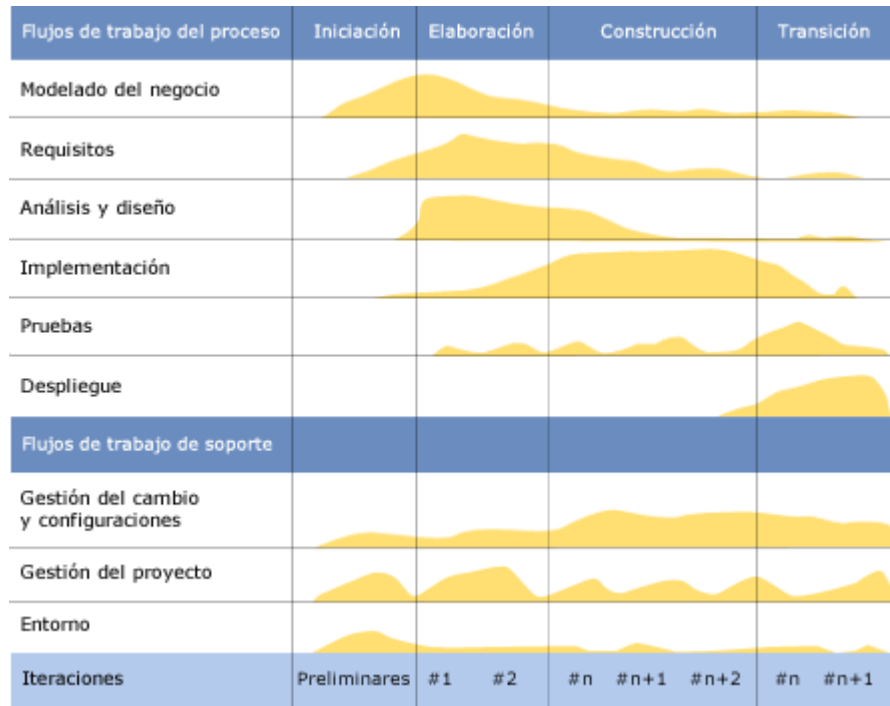 Flujos de trabajo del proceso Iniciación Elaboración Construcción Transición
Modelado del negocio
Requisitos
Análisis y diseño
Implementación
Pruebas
Despliegue
Flujos de trabajo de soporte
Gestión del cambio
y configuraciones
Gestión del proyecto
Entorno
Iteraciones Preliminares #1 #2 #n #n+1 #n+2 #n #n+1